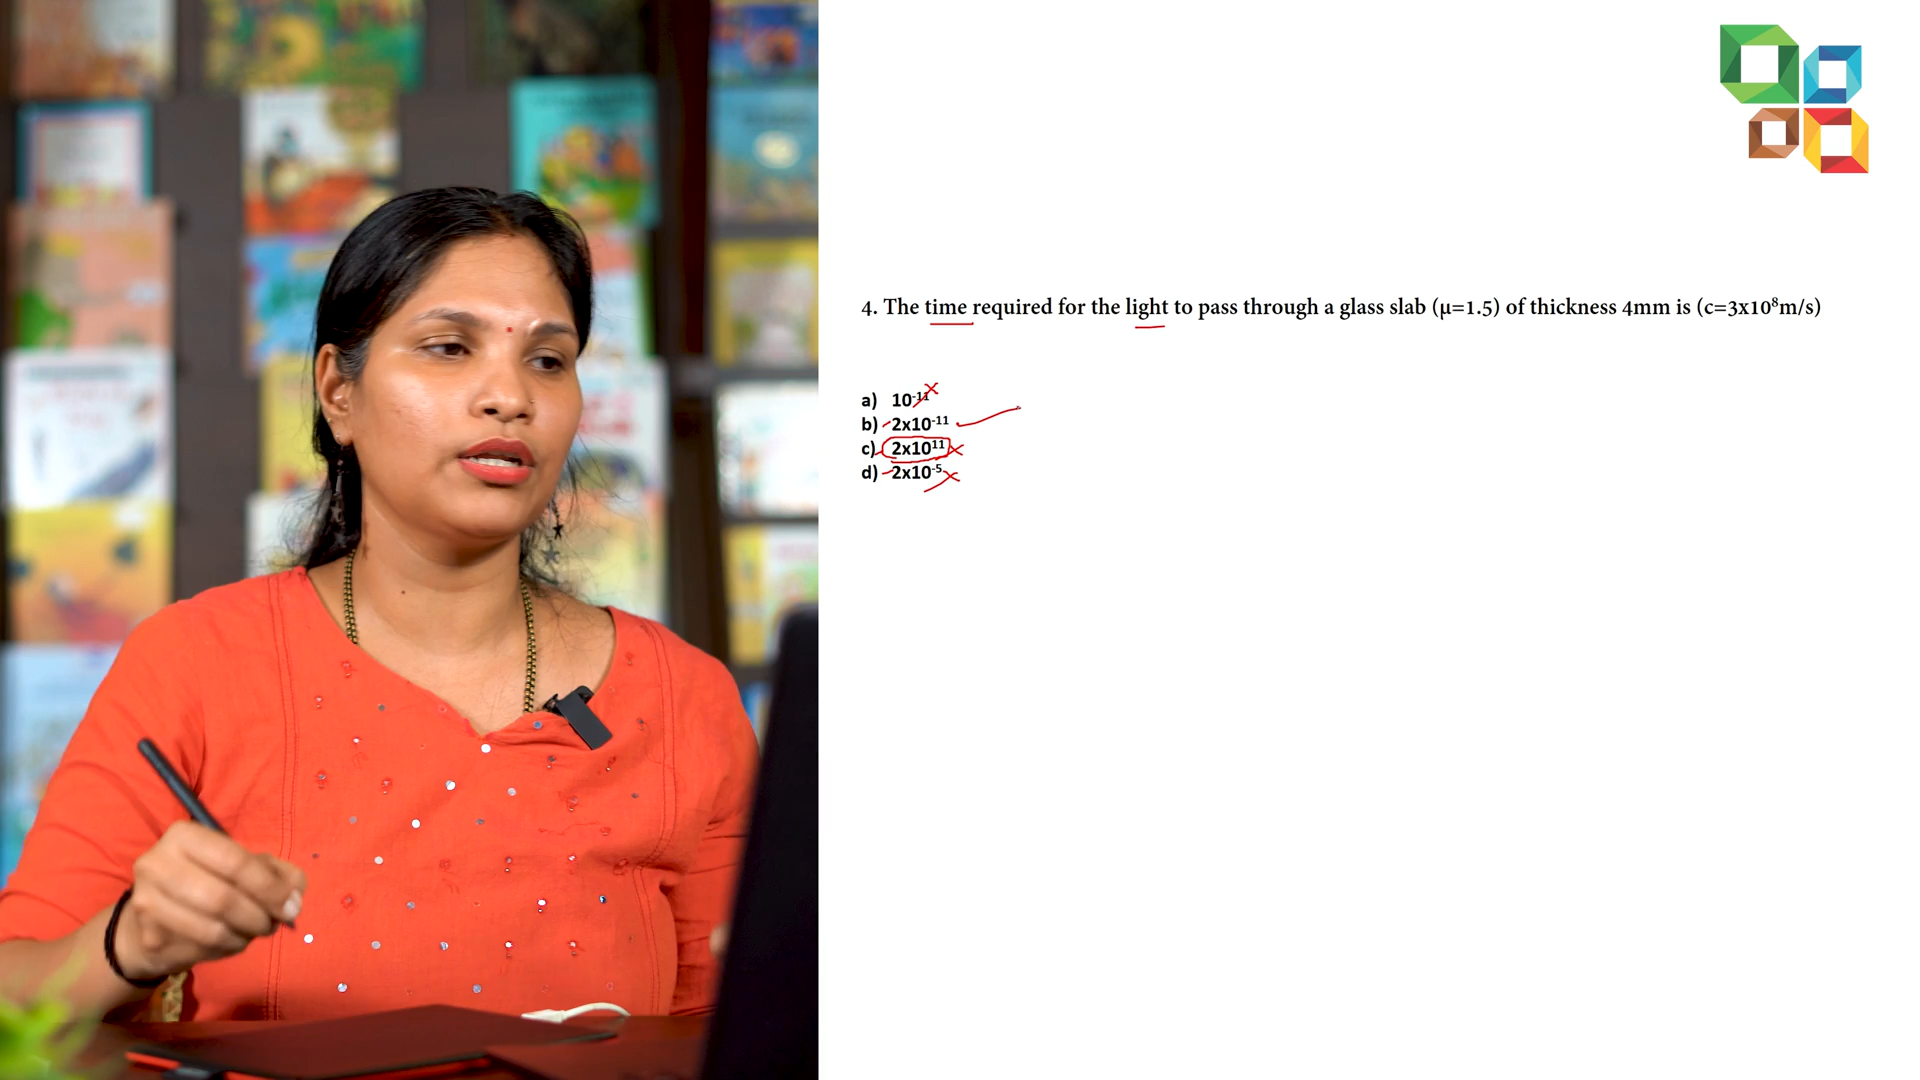 4. The time required for the light to pass through a glass slab (µ=1.5) of thickness 4mm is (c=3x10⁸m/s)
a) 10⁻¹¹
b) 2x10⁻¹¹
c) 2x10¹¹
d) 2x10⁻⁵